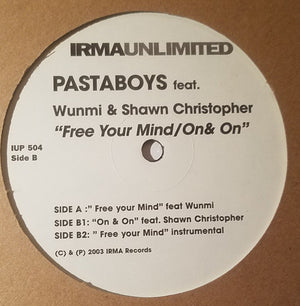 IRMAUNLIMITED
PASTABOYS feat.
Wunmi & Shawn Christopher
"Free Your Mind/On& On"
IUP 504
Side B
SIDE A :" Free your Mind" feat Wunmi
SIDE B1: "On & On" feat. Shawn Christopher
SIDE B2: " Free your Mind" instrumental
(C) & (P) 2003 IRMA Records